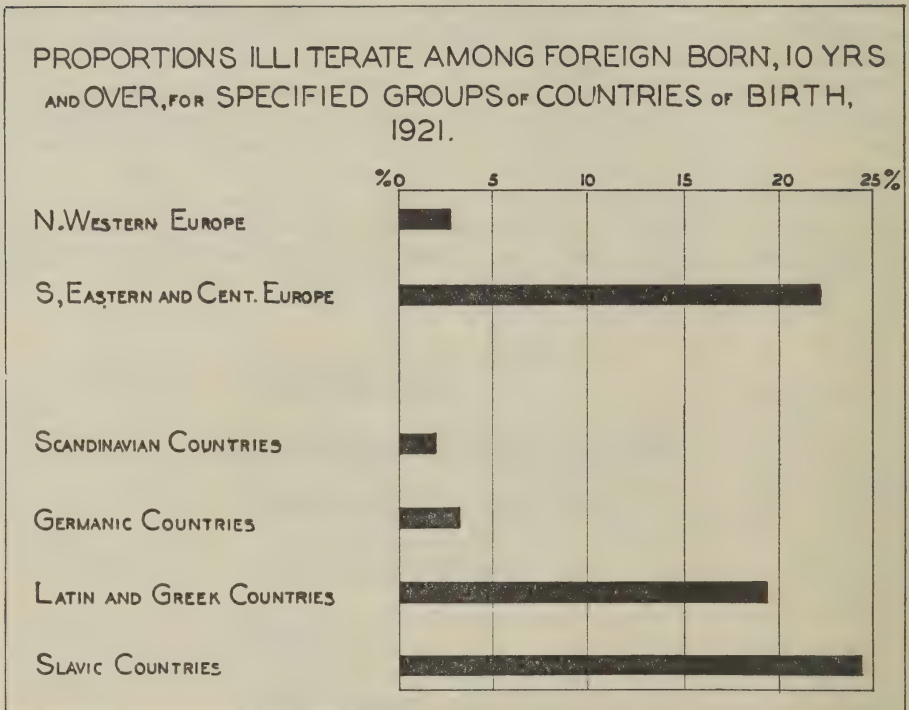 PROPORTIONS ILLITERATE AMONG FOREIGN BORN, 10 YRS
AND OVER, FOR SPECIFIED GROUPS OF COUNTRIES OF BIRTH,
1921.
%0 5 10 15 20 25%
N.WESTERN EUROPE
S, EASTERN AND CENT. EUROPE
SCANDINAVIAN COUNTRIES
GERMANIC COUNTRIES
LATIN AND GREEK COUNTRIES
SLAVIC COUNTRIES